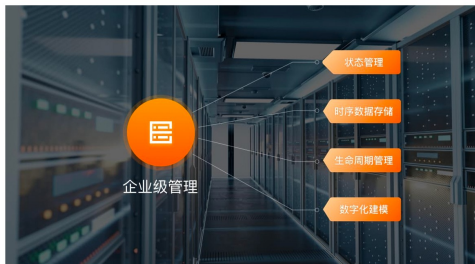 状态管理
时序数据存储
生命周期管理
数字化建模
企业级管理